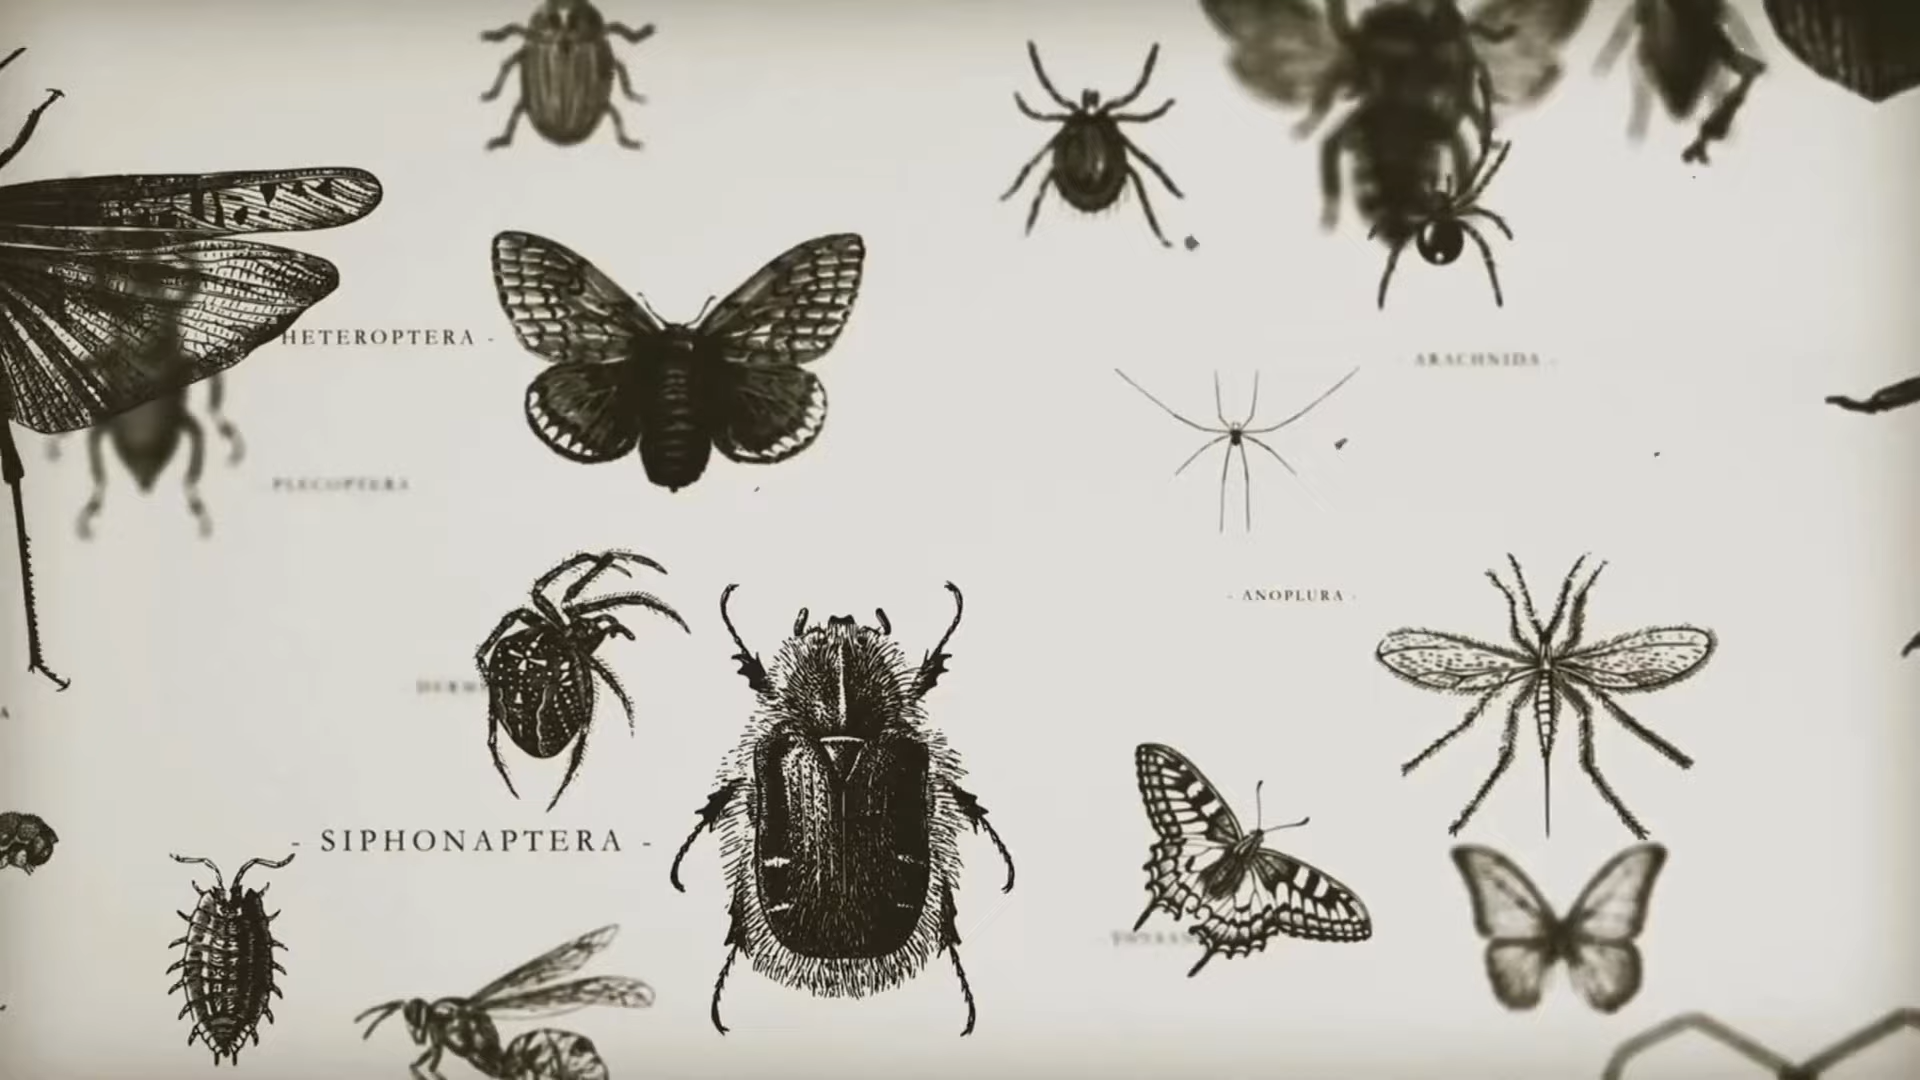 HETEROPTERA -
ARACHNIDA -
PLECOPTERA
- ANOPLURA -
- SIPHONAPTERA -